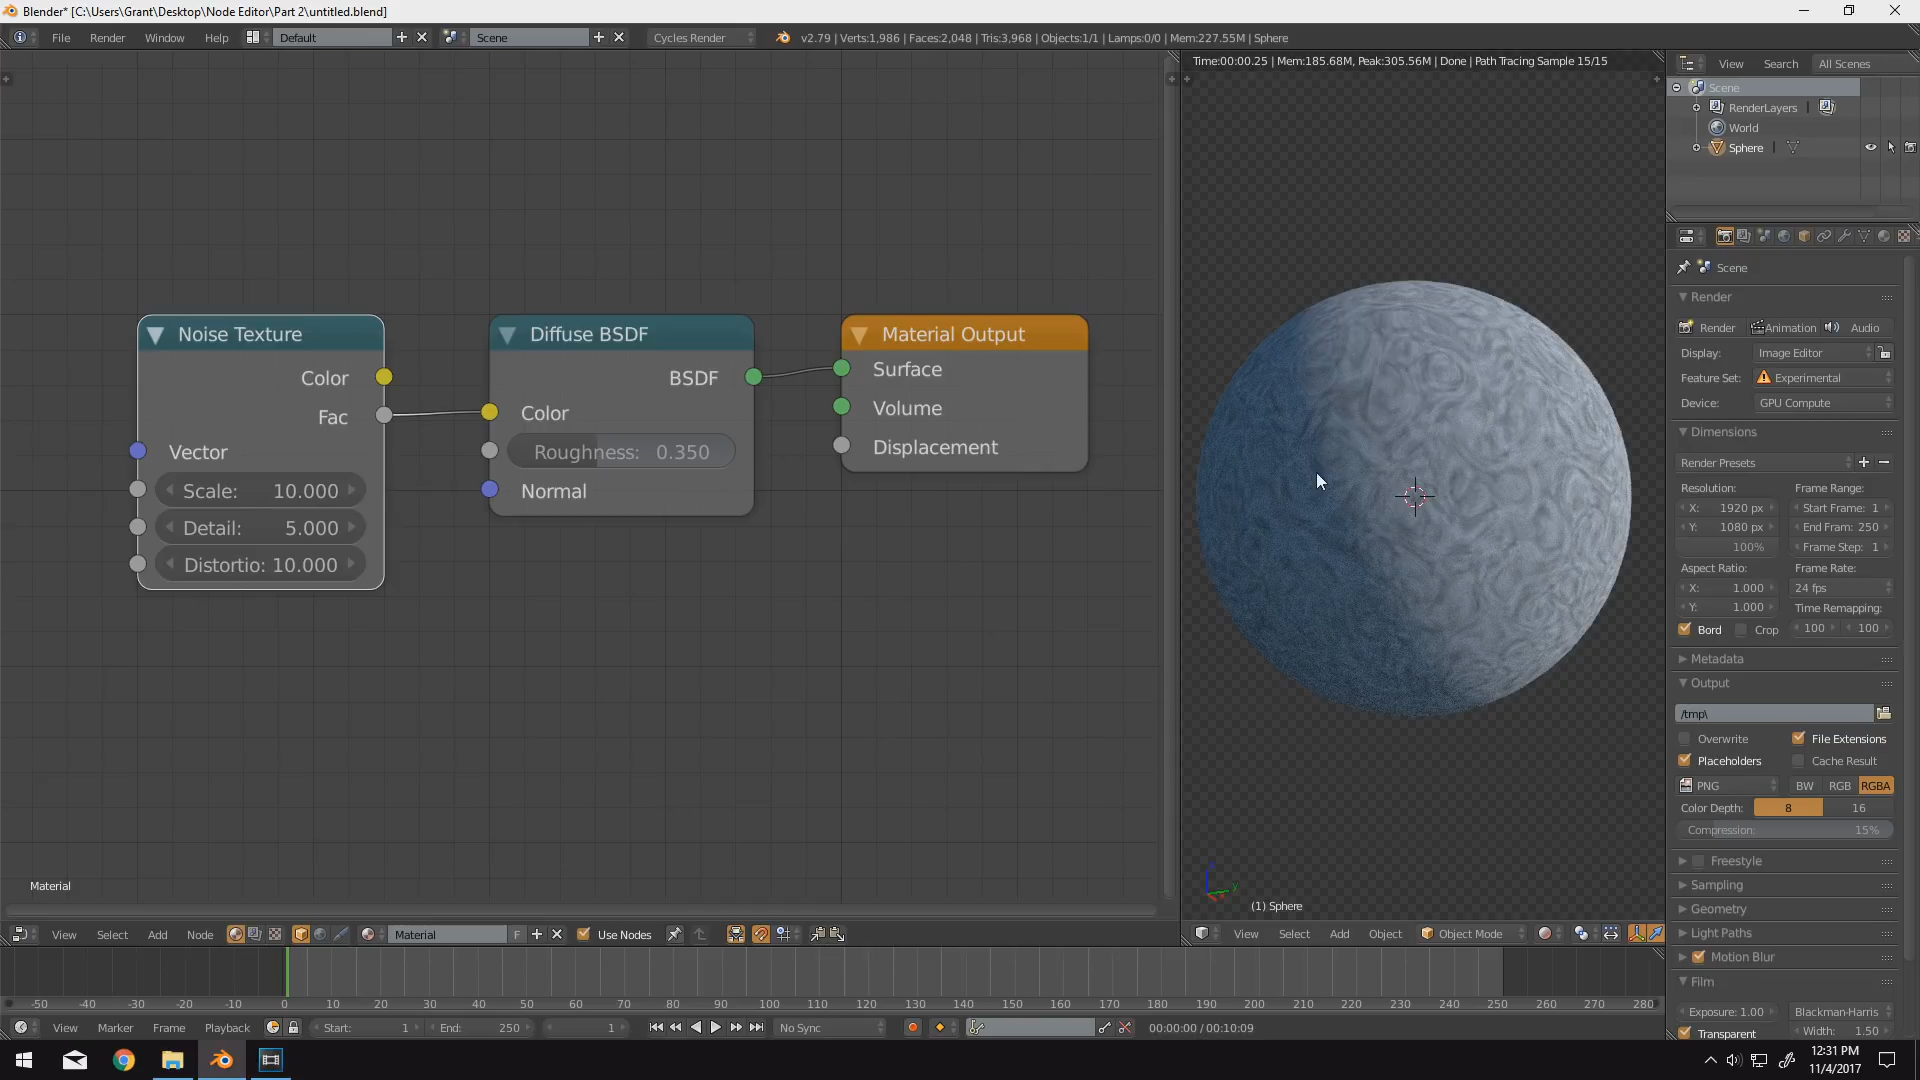 Blender* [C:\Users\Grant\Desktop\Node Editor\Part 2\untitled.blend]
File Render Window Help Default Scene Cycles Render v2.79 | Verts:1,986 | Faces:2,048 | Tris:3,968 | Objects:1/1 | Lamps:0/0 | Mem:227.55M | Sphere
Time:00:00.25 | Mem:185.68M, Peak:305.56M | Done | Path Tracing Sample 15/15
View Search All Scenes
Scene
RenderLayers |
World
Sphere |
Scene
Render
Render Animation Audio
Display: Image Editor
Feature Set: Experimental
Device: GPU Compute
Dimensions
Render Presets
Resolution: Frame Range:
X: 1920 px Start Frame: 1
Y: 1080 px End Fram: 250
100% Frame Step: 1
Aspect Ratio: Frame Rate:
X: 1.000 24 fps
Y: 1.000 Time Remapping:
Bord Crop 100 100
Metadata
Output
/tmp\
Overwrite File Extensions
Placeholders Cache Result
PNG BW RGB RGBA
Color Depth: 8 16
Compression: 15%
Freestyle
Sampling
Geometry
Light Paths
Motion Blur
Film
Exposure: 1.00 Blackman-Harris
Transparent Width: 1.50
Noise Texture
Color
Fac
Vector
Scale: 10.000
Detail: 5.000
Distortio: 10.000
Diffuse BSDF
BSDF
Color
Roughness: 0.350
Normal
Material Output
Surface
Volume
Displacement
Material
y
(1) Sphere
View Select Add Node Material F Use Nodes
View Select Add Object Object Mode
-50 -40 -30 -20 -10 0 10 20 30 40 50 60 70 80 90 100 110 120 130 140 150 160 170 180 190 200 210 220 230 240 250 260 270 280
View Marker Frame Playback Start: 1 End: 250 1 No Sync 00:00:00 / 00:10:09
12:31 PM
11/4/2017